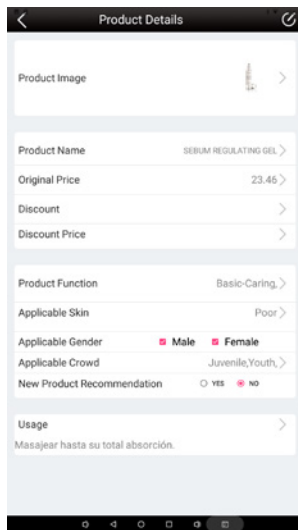 Product Details
Product Image
Product Name SEBUM REGULATING GEL
Original Price 23.46
Discount
Discount Price
Product Function Basic-Caring,
Applicable Skin Poor
Applicable Gender Male Female
Applicable Crowd Juvenile,Youth,
New Product Recommendation YES NO
Usage
Masajear hasta su total absorción.